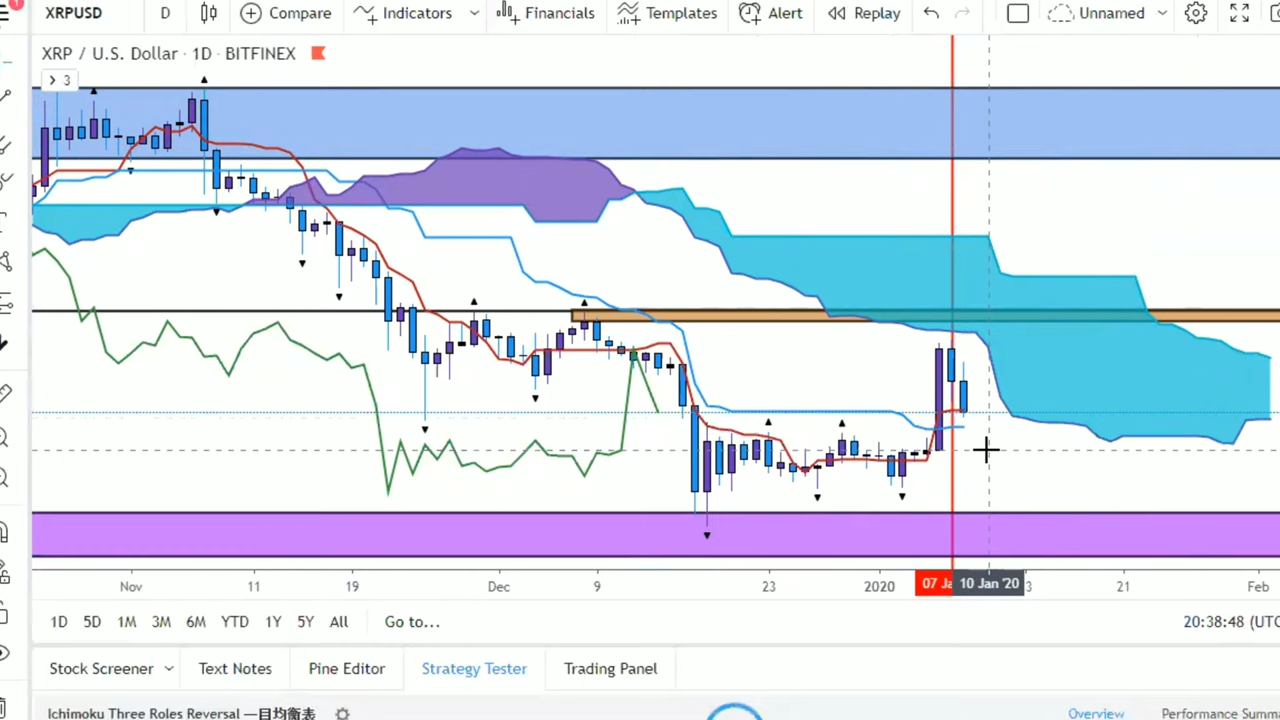 XRPUSD D Compare Indicators Financials Templates Alert Replay Unnamed
XRP / U.S. Dollar · 1D · BITFINEX
3
Nov 11 19 Dec 9 23 2020 07 Ja 10 Jan '20 3 21 Feb
1D 5D 1M 3M 6M YTD 1Y 5Y All Go to... 20:38:48 (UTC
Stock Screener Text Notes Pine Editor Strategy Tester Trading Panel
Ichimoku Three Roles Reversal 一目均衡表 Overview Performance Summa